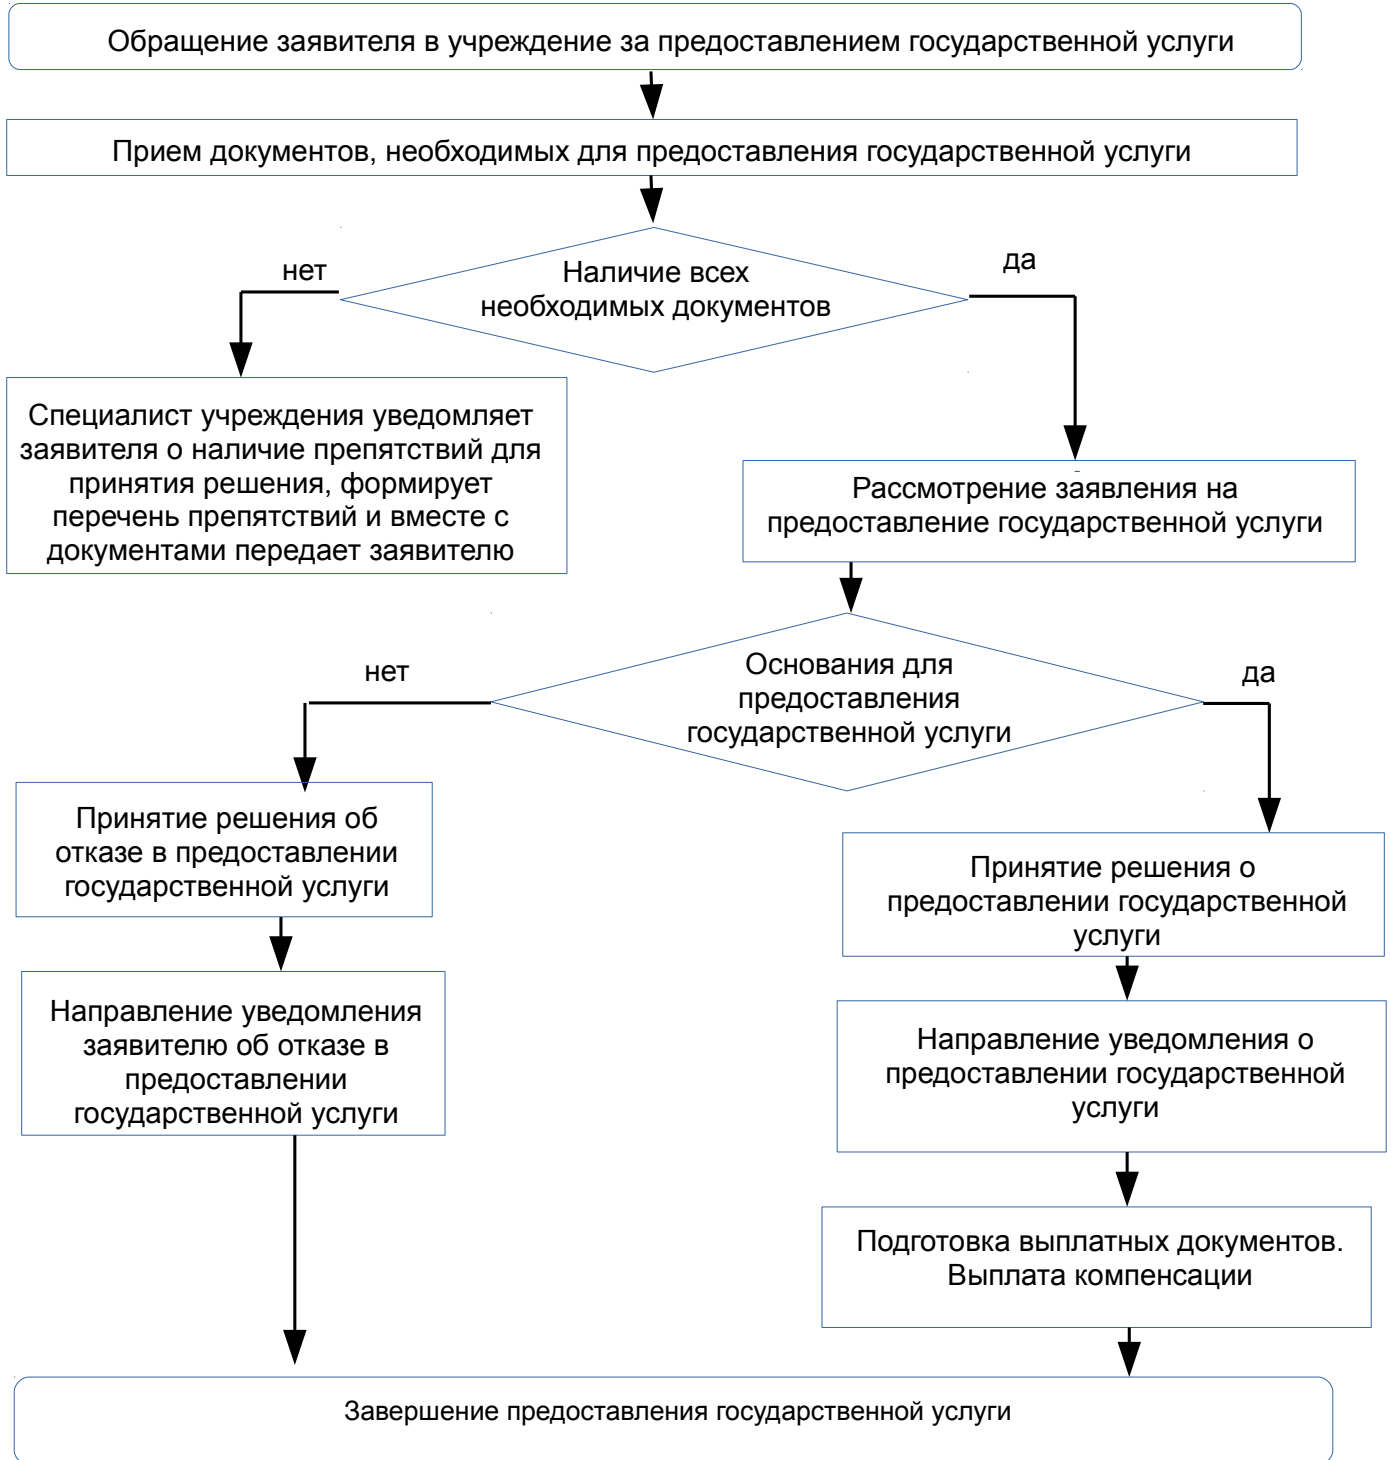 Обращение заявителя в учреждение за предоставлением государственной услуги
Прием документов, необходимых для предоставления государственной услуги
Наличие всех
необходимых документов
нет
да
Специалист учреждения уведомляет
заявителя о наличие препятствий для
принятия решения, формирует
перечень препятствий и вместе с
документами передает заявителю
Рассмотрение заявления на
предоставление государственной услуги
Основания для
предоставления
государственной услуги
нет
да
Принятие решения об
отказе в предоставлении
государственной услуги
Принятие решения о
предоставлении государственной
услуги
Направление уведомления
заявителю об отказе в
предоставлении
государственной услуги
Направление уведомления о
предоставлении государственной
услуги
Подготовка выплатных документов.
Выплата компенсации
Завершение предоставления государственной услуги